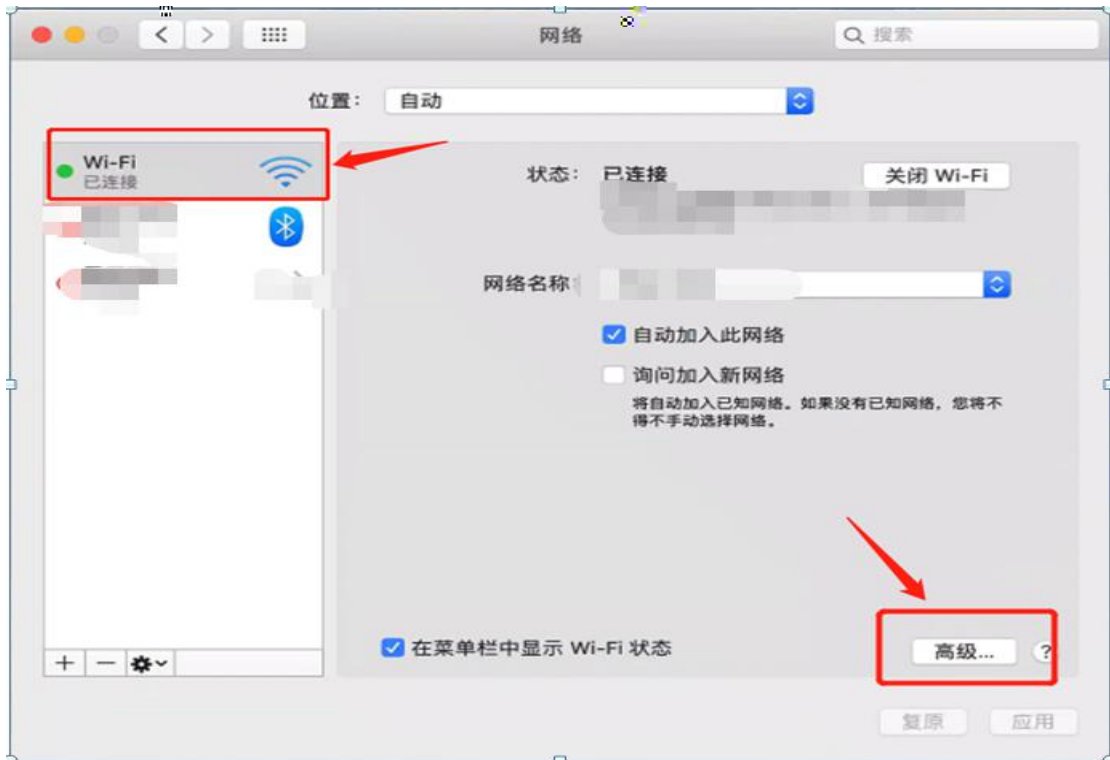 网络
搜索
位置： 自动
Wi-Fi
已连接
状态： 已连接
关闭 Wi-Fi
网络名称
自动加入此网络
询问加入新网络
将自动加入已知网络。如果没有已知网络，您将不
得不手动选择网络。
在菜单栏中显示 Wi-Fi 状态
高级... ?
复原 应用